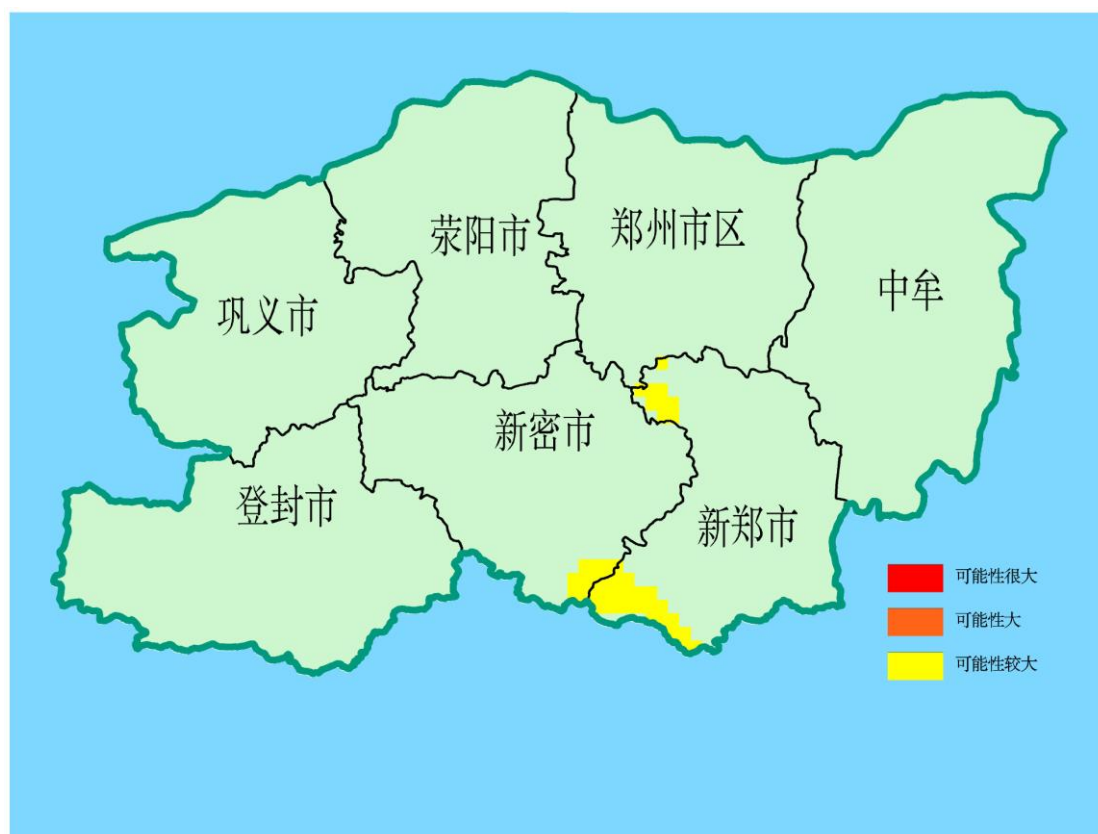 荥阳市
郑州市区
中牟
巩义市
新密市
登封市
新郑市
可能性很大
可能性大
可能性较大